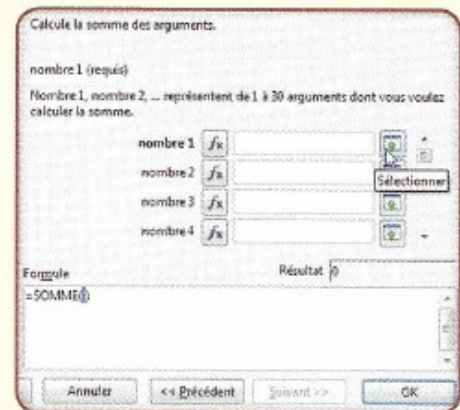 Calcule la somme des arguments.
nombre 1 (requis)
Nombre 1, nombre 2, ... représentent de 1 à 30 arguments dont vous voulez
calculer la somme.
nombre 1 fx
Sélectionner
nombre 2 fx
nombre 3 fx
nombre 4 fx
Formule Résultat 0
=SOMME()
Annuler << Précédent Suivant >> OK